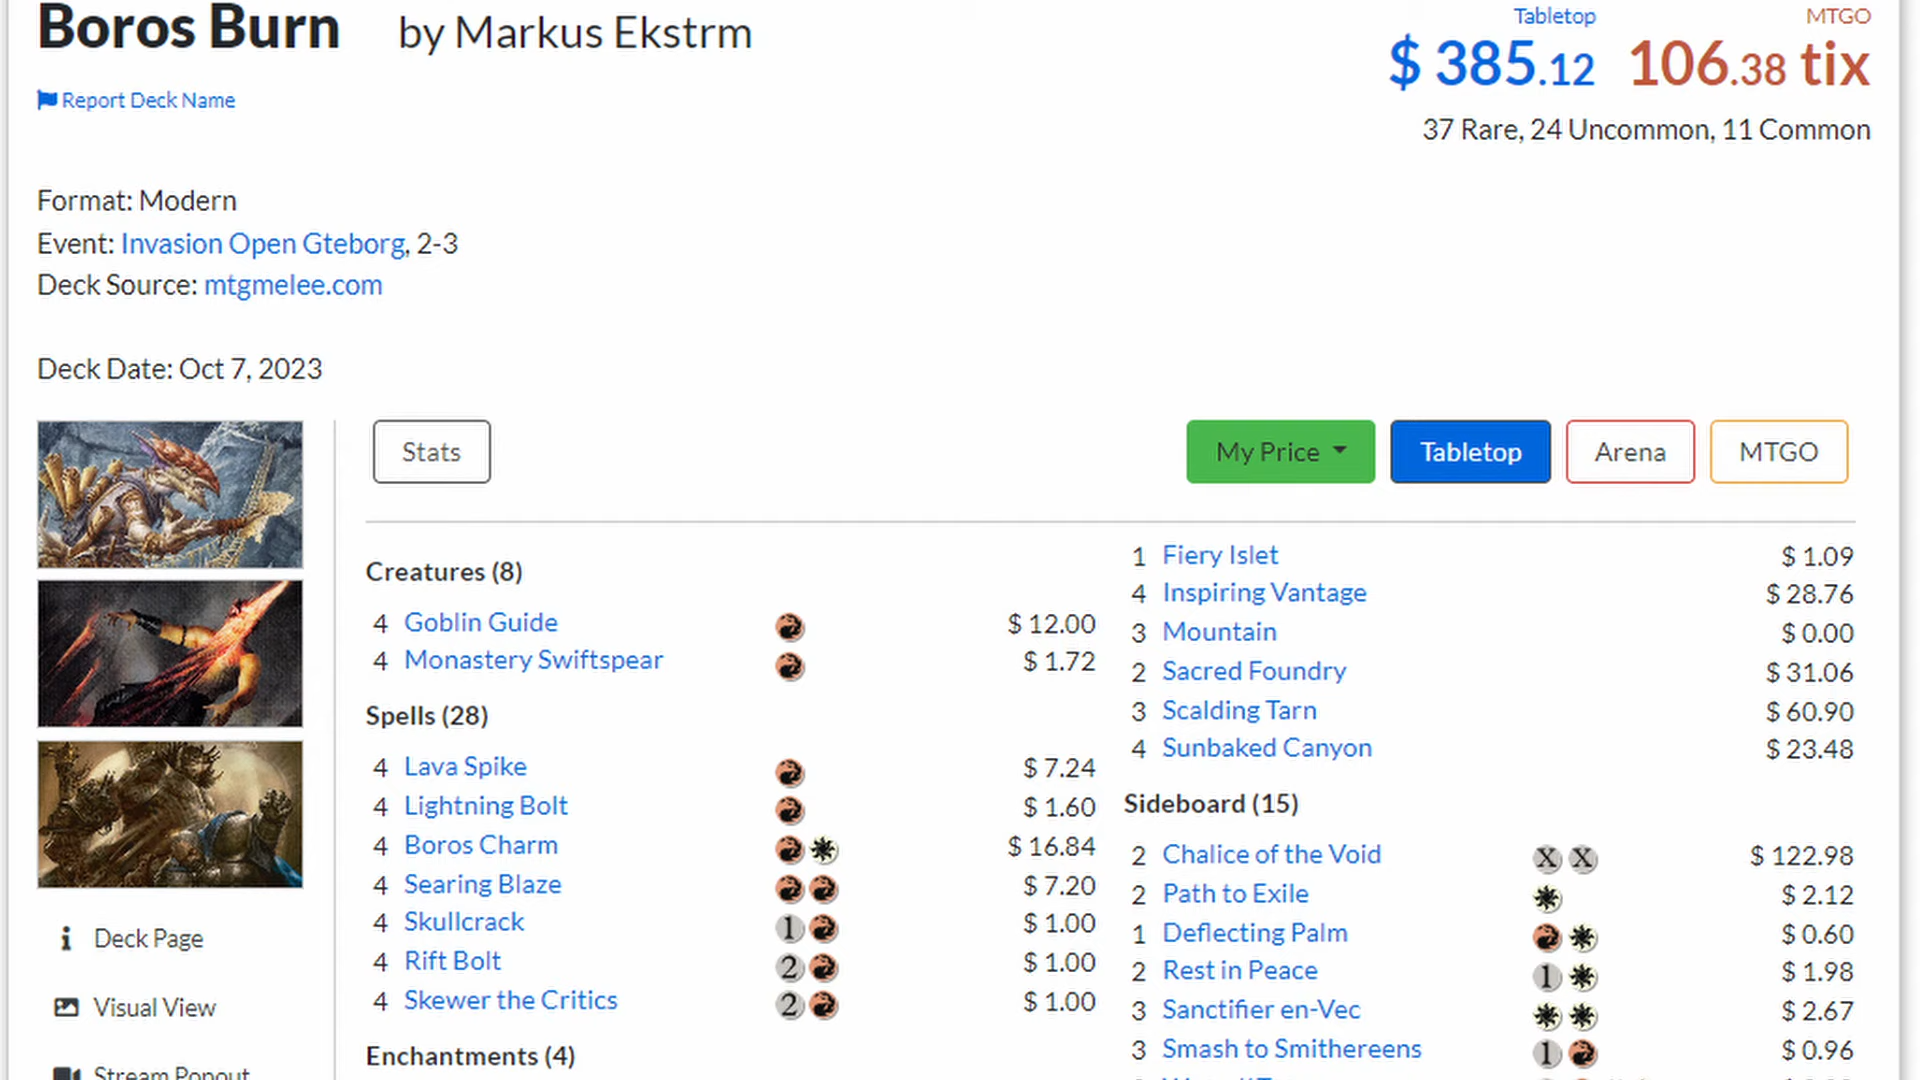 Boros Burn by Markus Ekstrm
Report Deck Name
Tabletop
$ 385.12
MTGO
106.38 tix
37 Rare, 24 Uncommon, 11 Common
Format: Modern
Event: Invasion Open Gteborg, 2-3
Deck Source: mtgmelee.com
Deck Date: Oct 7, 2023
Stats
My Price
Tabletop
Arena
MTGO
Creatures (8)
4 Goblin Guide $ 12.00
4 Monastery Swiftspear $ 1.72
Spells (28)
4 Lava Spike $ 7.24
4 Lightning Bolt $ 1.60
4 Boros Charm $ 16.84
4 Searing Blaze $ 7.20
4 Skullcrack 1 $ 1.00
4 Rift Bolt 2 $ 1.00
4 Skewer the Critics 2 $ 1.00
Enchantments (4)
1 Fiery Islet $ 1.09
4 Inspiring Vantage $ 28.76
3 Mountain $ 0.00
2 Sacred Foundry $ 31.06
3 Scalding Tarn $ 60.90
4 Sunbaked Canyon $ 23.48
Sideboard (15)
2 Chalice of the Void X X $ 122.98
2 Path to Exile $ 2.12
1 Deflecting Palm $ 0.60
2 Rest in Peace 1 $ 1.98
3 Sanctifier en-Vec $ 2.67
3 Smash to Smithereens 1 $ 0.96
Deck Page
Visual View
Stream Popout